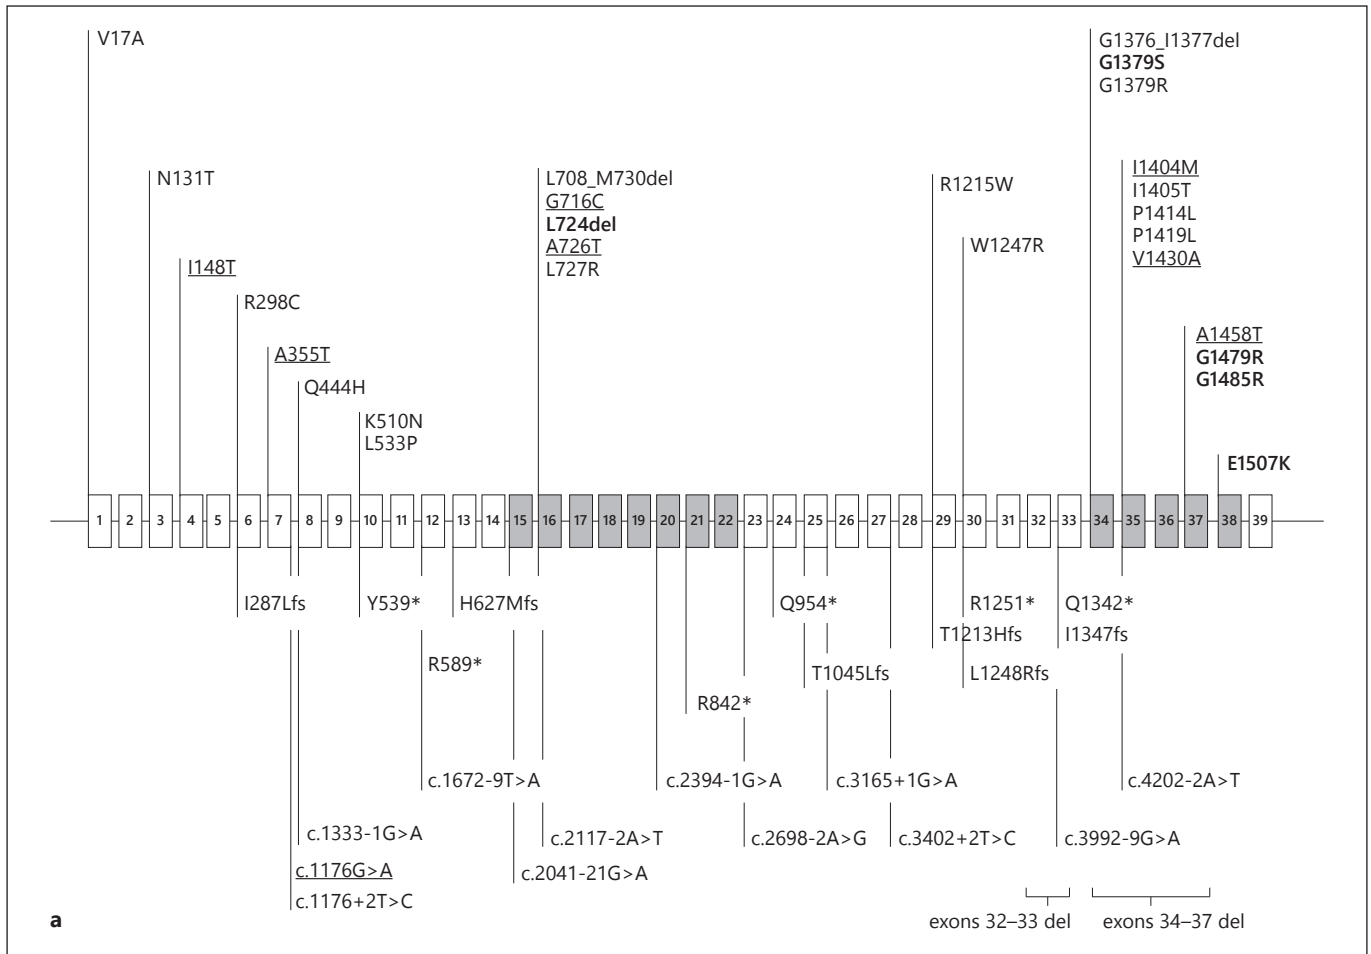 V17A
G1376_I1377del
G1379S
G1379R
N131T
L708_M730del
G716C
L724del
A726T
L727R
R1215W
I1404M
I1405T
P1414L
P1419L
V1430A
W1247R
I148T
R298C
A355T
Q444H
K510N
L533P
A1458T
G1479R
G1485R
E1507K
1 2 3 4 5 6 7 8 9 10 11 12 13 14 15 16 17 18 19 20 21 22 23 24 25 26 27 28 29 30 31 32 33 34 35 36 37 38 39
I287Lfs
Y539*
H627Mfs
Q954*
R1251*
Q1342*
T1213Hfs
I1347fs
R589*
T1045Lfs
L1248Rfs
R842*
c.1672-9T>A
c.2394-1G>A
c.3165+1G>A
c.4202-2A>T
c.1333-1G>A
c.2117-2A>T
c.2698-2A>G
c.3402+2T>C
c.3992-9G>A
c.1176G>A
c.2041-21G>A
c.1176+2T>C
exons 32–33 del
exons 34–37 del
a